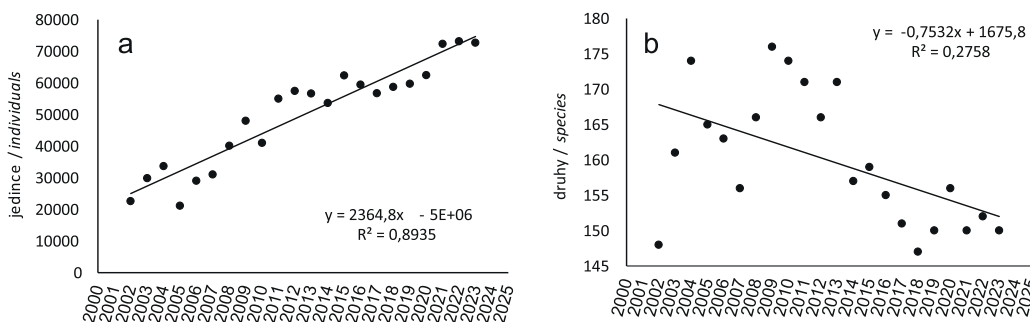 a
80000
70000
60000
50000
40000
30000
20000
10000
0
jedince / individuals
y = 2364,8x - 5E+06
R² = 0,8935
2000 2001 2002 2003 2004 2005 2006 2007 2008 2009 2010 2011 2012 2013 2014 2015 2016 2017 2018 2019 2020 2021 2022 2023 2024 2025
b
180
175
170
165
160
155
150
145
druhy / species
y = -0,7532x + 1675,8
R² = 0,2758
2000 2001 2002 2003 2004 2005 2006 2007 2008 2009 2010 2011 2012 2013 2014 2015 2016 2017 2018 2019 2020 2021 2022 2023 2024 2025